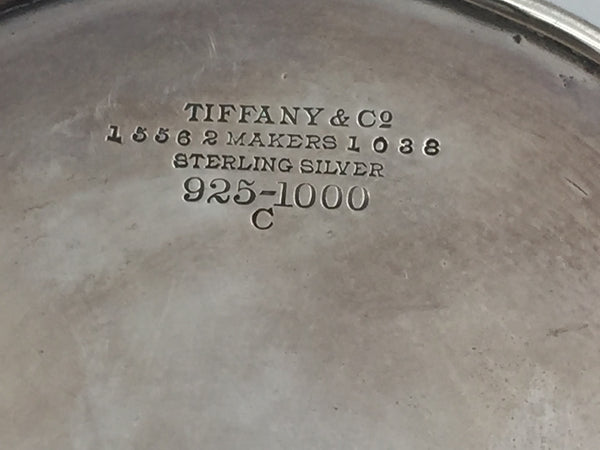 TIFFANY & Cº
15562 MAKERS 1038
STERLING SILVER
925-1000
C